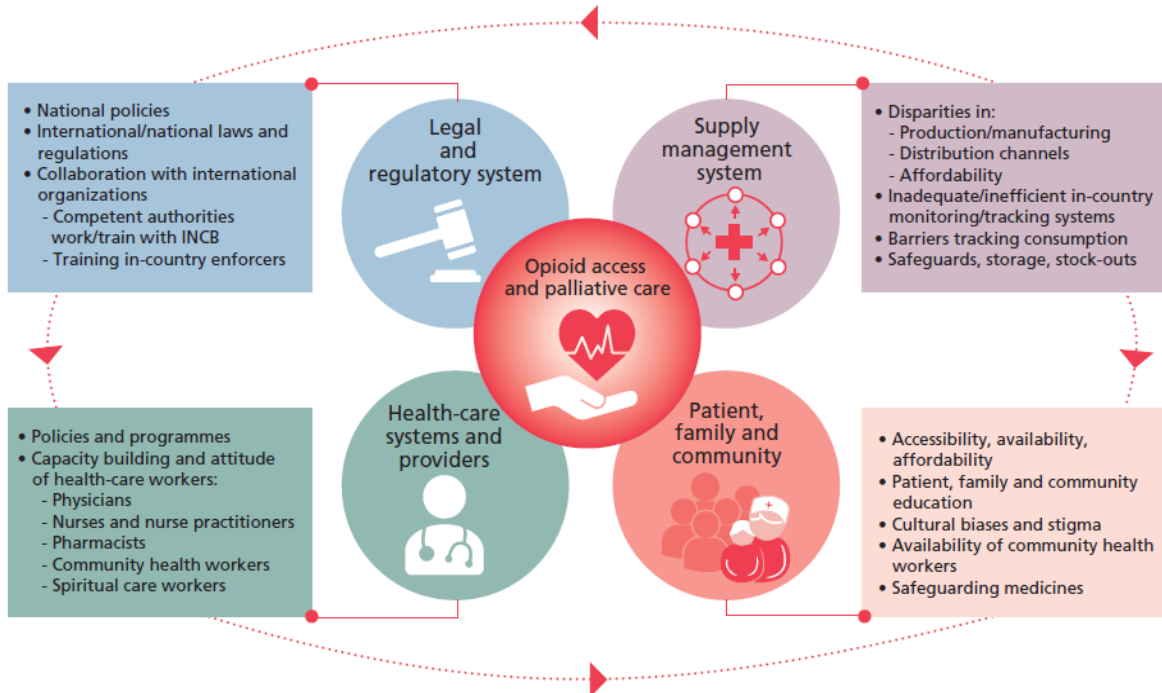 • National policies
• International/national laws and
regulations
• Collaboration with international
organizations
- Competent authorities
work/train with INCB
- Training in-country enforcers
Legal
and
regulatory system
Supply
management
system
• Disparities in:
- Production/manufacturing
- Distribution channels
- Affordability
• Inadequate/inefficient in-country
monitoring/tracking systems
• Barriers tracking consumption
• Safeguards, storage, stock-outs
Opioid access
and palliative care
• Policies and programmes
• Capacity building and attitude
of health-care workers:
- Physicians
- Nurses and nurse practitioners
- Pharmacists
- Community health workers
- Spiritual care workers
Health-care
systems and
providers
Patient,
family and
community
• Accessibility, availability,
affordability
• Patient, family and community
education
• Cultural biases and stigma
• Availability of community health
workers
• Safeguarding medicines